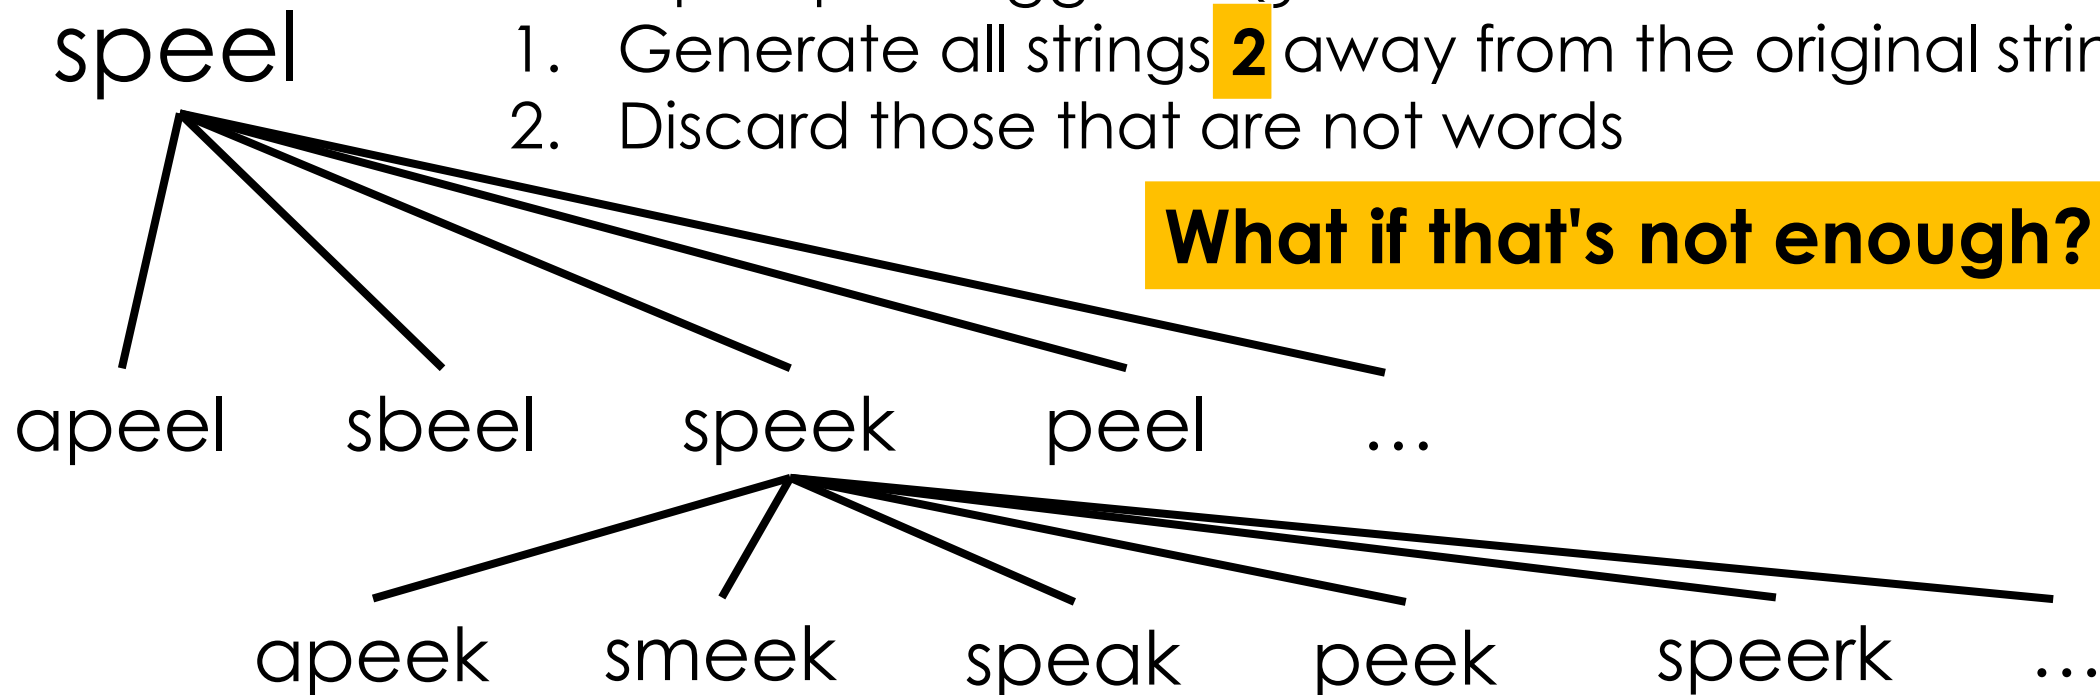 speel
1. Generate all strings 2 away from the original
2. Discard those that are not words
What if that's not enough?
apeel sbeel speek peel …
apeek smeek speak peek speerk …